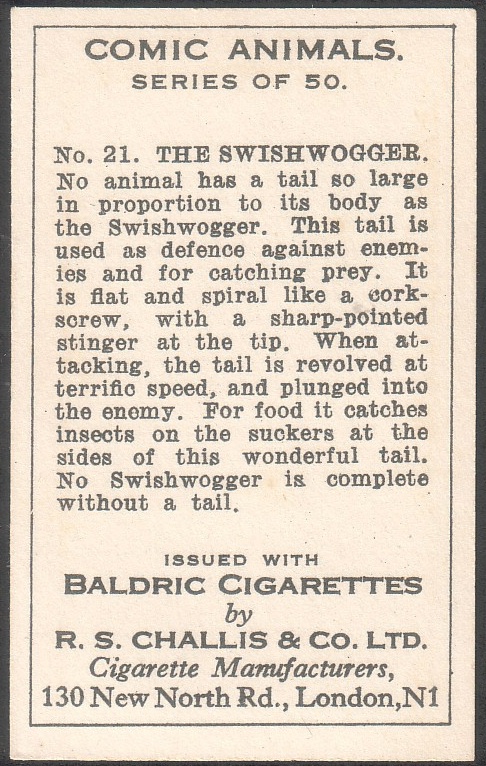 COMIC ANIMALS.
SERIES OF 50.
No. 21. THE SWISHWOGGER.
No animal has a tail so large
in proportion to its body as
the Swishwogger. This tail is
used as defence against enem-
ies and for catching prey. It
is flat and spiral like a cork-
screw, with a sharp-pointed
stinger at the tip. When at-
tacking, the tail is revolved at
terrific speed, and plunged into
the enemy. For food it catches
insects on the suckers at the
sides of this wonderful tail.
No Swishwogger is complete
without a tail.
ISSUED WITH
BALDRIC CIGARETTES
by
R. S. CHALLIS & CO. LTD.
Cigarette Manufacturers,
130 New North Rd., London, N1